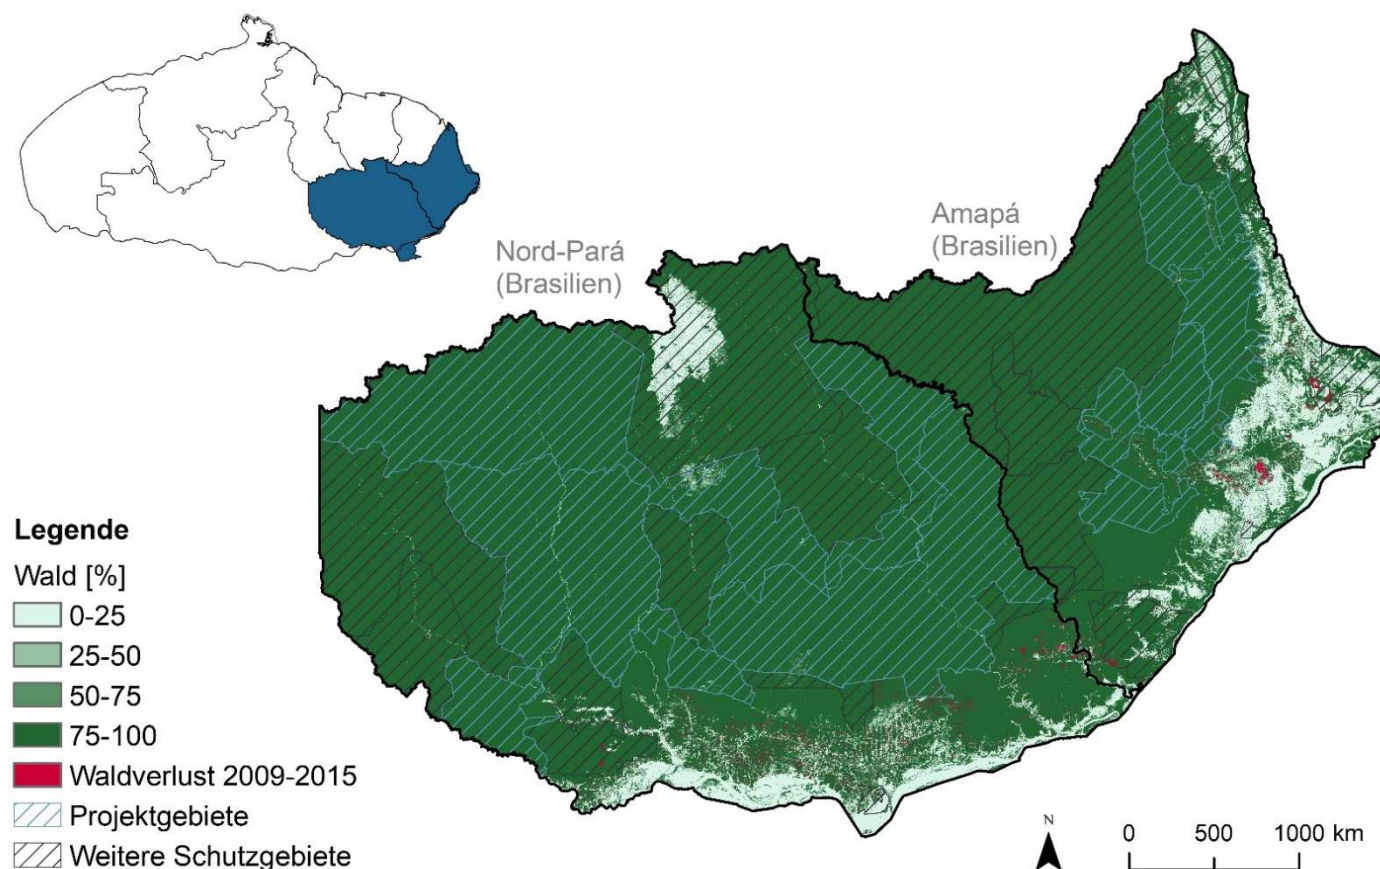 Nord-Pará
(Brasilien)
Amapá
(Brasilien)
Legende
Wald [%]
0-25
25-50
50-75
75-100
Waldverlust 2009-2015
Projektgebiete
Weitere Schutzgebiete
N
0 500 1000 km